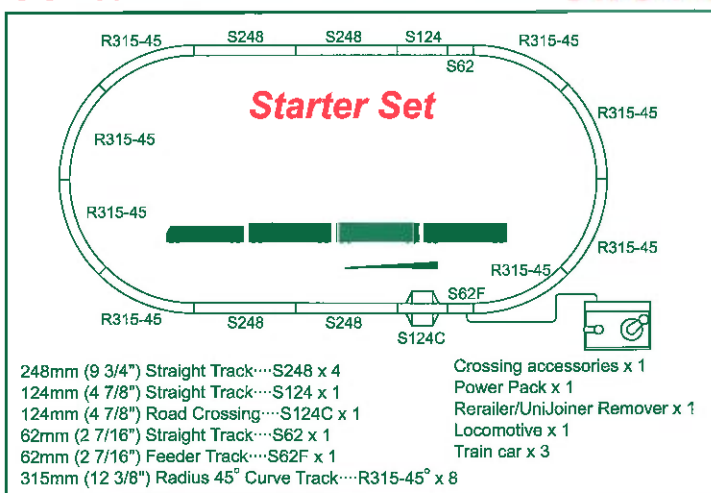 R315-45 S248 S248 S124 R315-45
S62
Starter Set
R315-45 R315-45
R315-45
R315-45
R315-45 S62F
R315-45 S248 S248 S124C
248mm (9 3/4") Straight Track····S248 x 4
124mm (4 7/8") Straight Track····S124 x 1
124mm (4 7/8") Road Crossing····S124C x 1
62mm (2 7/16") Straight Track····S62 x 1
62mm (2 7/16") Feeder Track····S62F x 1
315mm (12 3/8") Radius 45° Curve Track····R315-45° x 8
Crossing accessories x 1
Power Pack x 1
Rerailer/UniJoiner Remover x 1
Locomotive x 1
Train car x 3